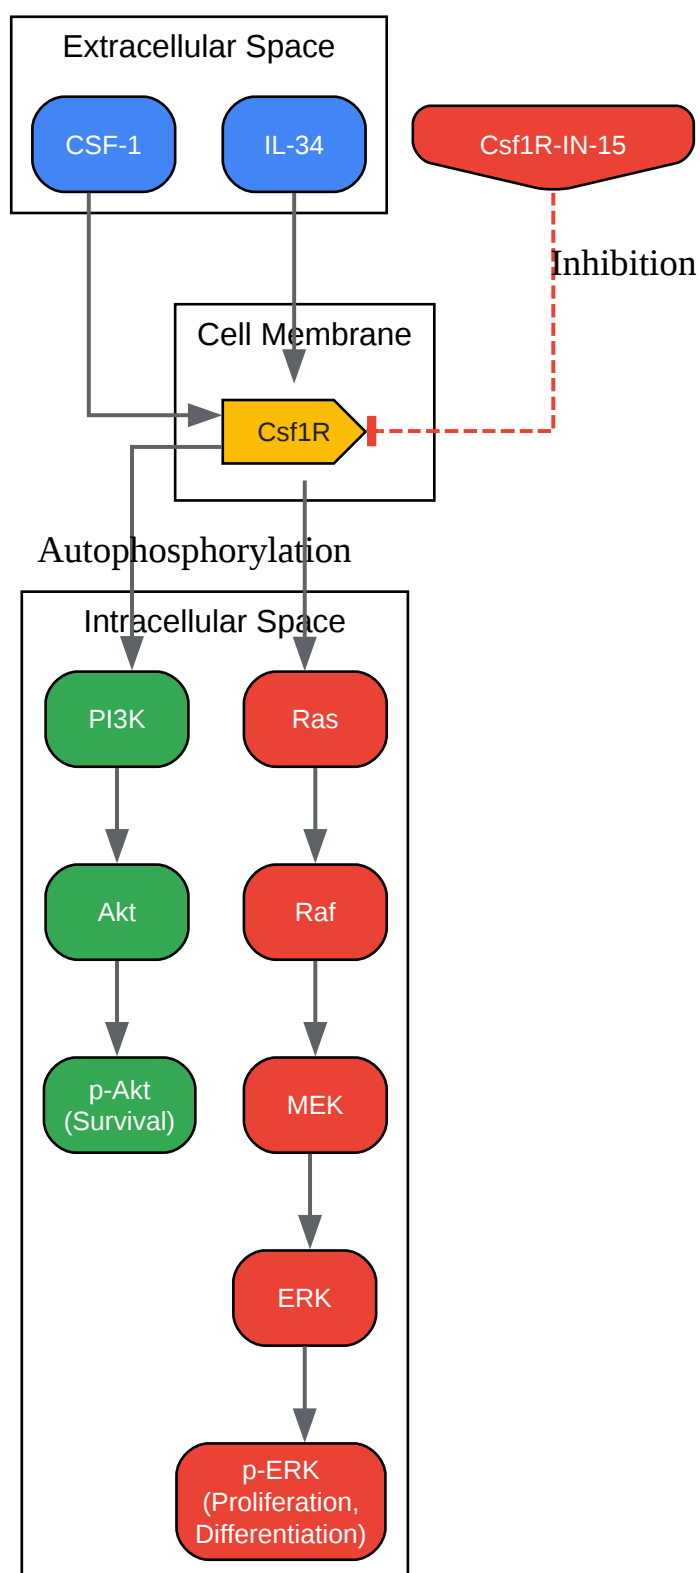 Extracellular Space
CSF-1
IL-34
Csf1R-IN-15
Inhibition
Cell Membrane
Csf1R
Autophosphorylation
Intracellular Space
PI3K
Ras
Akt
Raf
p-Akt
(Survival)
MEK
ERK
p-ERK
(Proliferation,
Differentiation)